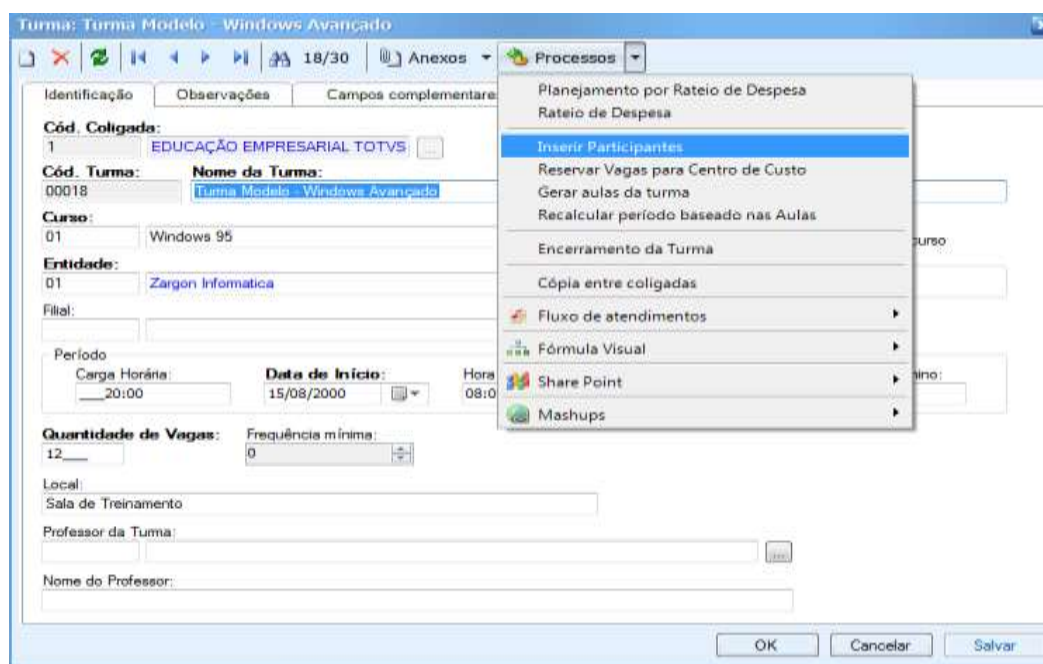 Turma: Turma Modelo - Windows Avançado
18/30 Anexos Processos
Identificação Observações Campos complementare
Planejamento por Rateio de Despesa
Rateio de Despesa
Inserir Participantes
Reservar Vagas para Centro de Custo
Gerar aulas da turma
Recalcular período baseado nas Aulas
Encerramento da Turma
Cópia entre coligadas
Fluxo de atendimentos
Fórmula Visual
Share Point
Mashups
Cód. Coligada:
1 EDUCAÇÃO EMPRESARIAL TOTVS ...
Cód. Turma: Nome da Turma:
00018 Turma Modelo - Windows Avançado
Curso:
01 Windows 95 curso
Entidade:
01 Zargon Informatica
Filial:
Período
Carga Horária: Data de Início: Hora mino:
___20:00 15/08/2000 08:0
Quantidade de Vagas: Frequência mínima:
12___ 0
Local:
Sala de Treinamento
Professor da Turma:
...
Nome do Professor:
OK Cancelar Salvar